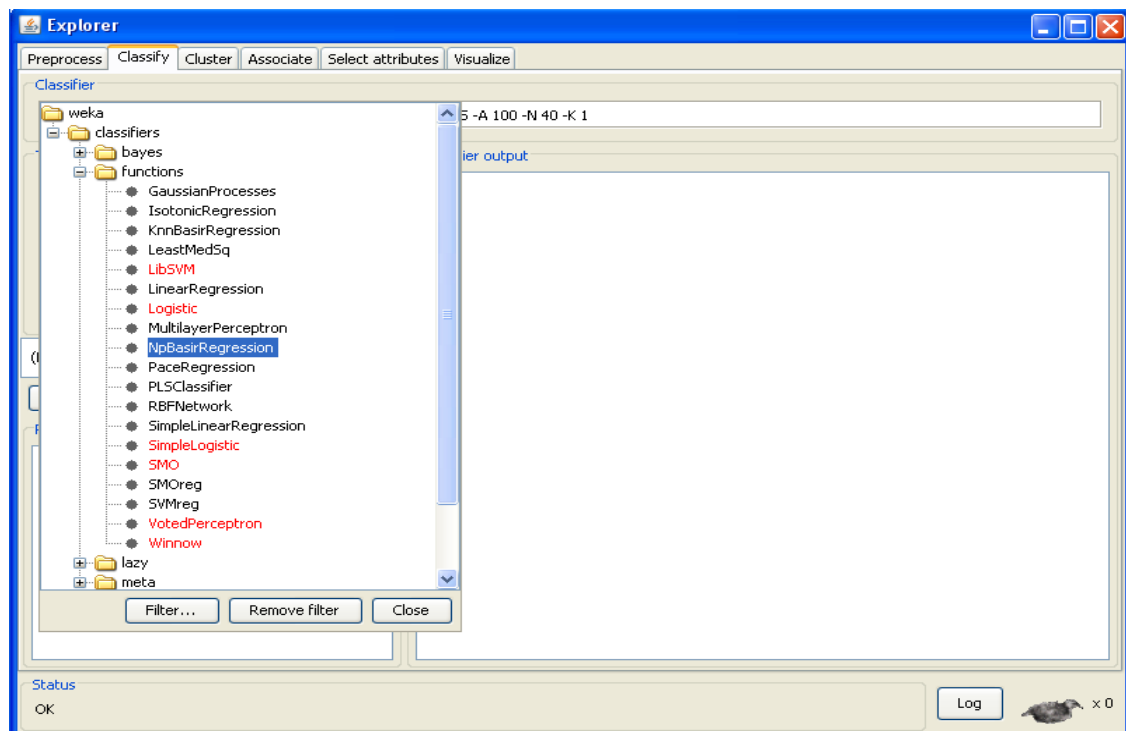 Explorer
Preprocess Classify Cluster Associate Select attributes Visualize
Classifier
weka
5 -A 100 -N 40 -K 1
classifiers
bayes
ier output
functions
GaussianProcesses
IsotonicRegression
KnnBasirRegression
LeastMedSq
LibSVM
LinearRegression
Logistic
MultilayerPerceptron
NpBasirRegression
PaceRegression
PLSClassifier
RBFNetwork
SimpleLinearRegression
SimpleLogistic
SMO
SMOreg
SVMreg
VotedPerceptron
Winnow
lazy
meta
Filter... Remove filter Close
Status
OK
Log x 0